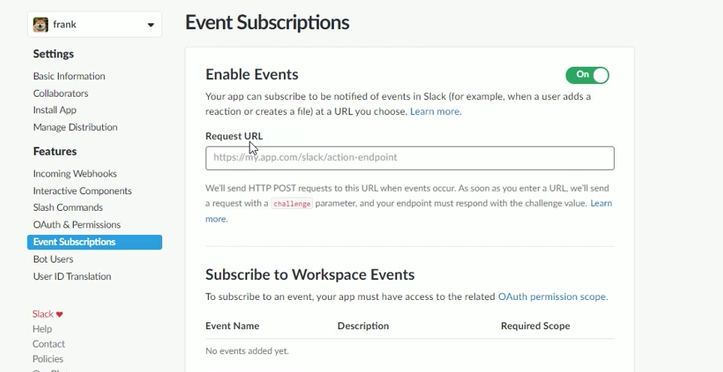 frank
Settings
Basic Information
Collaborators
Install App
Manage Distribution
Features
Incoming Webhooks
Interactive Components
Slash Commands
OAuth & Permissions
Event Subscriptions
Bot Users
User ID Translation
Slack
Help
Contact
Policies
Event Subscriptions
Enable Events
On
Your app can subscribe to be notified of events in Slack (for example, when a user adds a
reaction or creates a file) at a URL you choose. Learn more.
Request URL
https://my.app.com/slack/action-endpoint
We'll send HTTP POST requests to this URL when events occur. As soon as you enter a URL, we'll send
a request with a challenge parameter, and your endpoint must respond with the challenge value. Learn
more.
Subscribe to Workspace Events
To subscribe to an event, your app must have access to the related OAuth permission scope.
Event Name Description Required Scope
No events added yet.